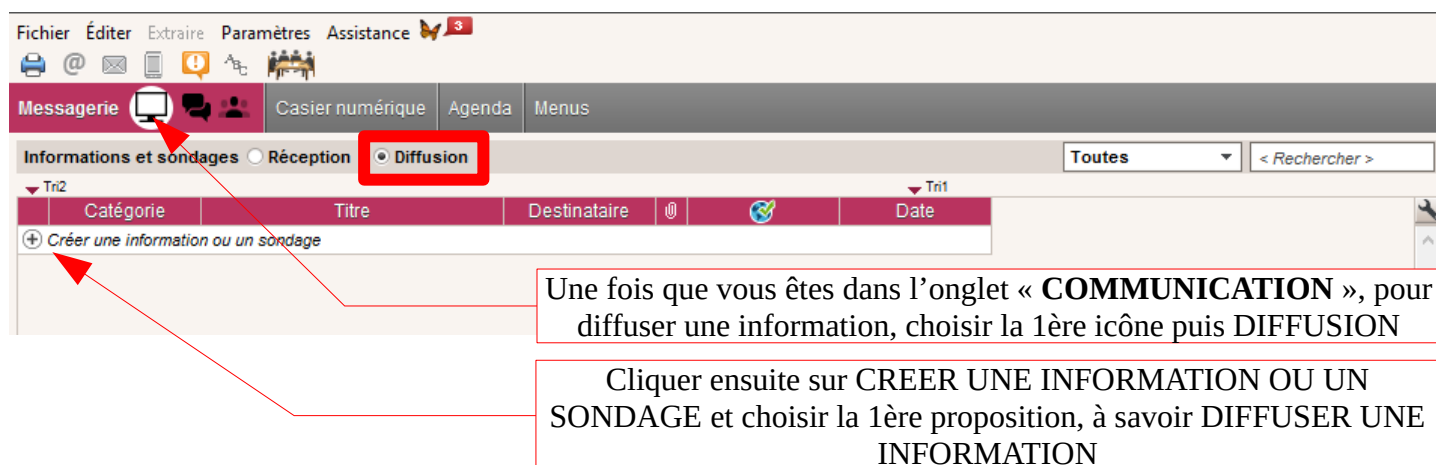 Fichier Éditer Extraire Paramètres Assistance 3
@ ABC
Messagerie Casier numérique Agenda Menus
Informations et sondages Réception Diffusion Toutes < Rechercher >
Tri2 Tri1
Catégorie Titre Destinataire Date
Créer une information ou un sondage
Une fois que vous êtes dans l’onglet « COMMUNICATION », pour
diffuser une information, choisir la 1ère icône puis DIFFUSION
Cliquer ensuite sur CREER UNE INFORMATION OU UN
SONDAGE et choisir la 1ère proposition, à savoir DIFFUSER UNE
INFORMATION